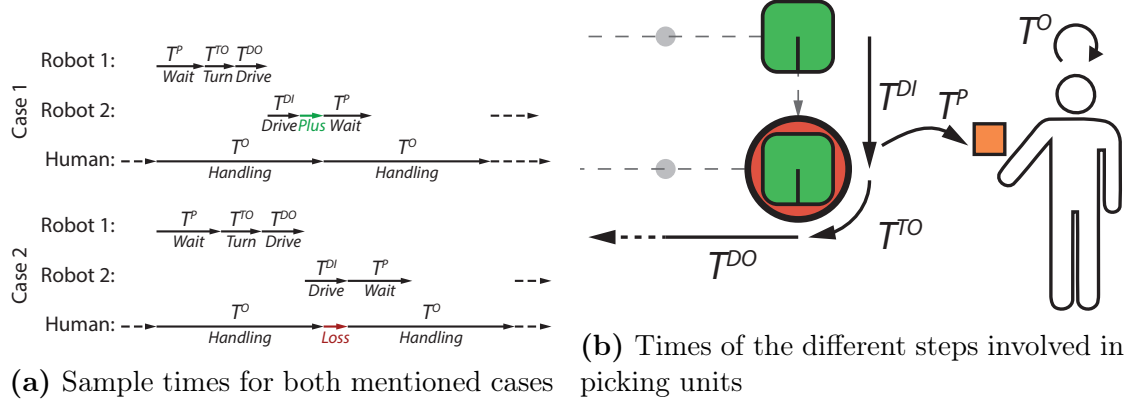 Case 1
Robot 1:
T^P T^TO T^DO
Wait Turn Drive
Robot 2:
T^DI T^P
Drive Plus Wait
Human:
T^O T^O
Handling Handling
Case 2
Robot 1:
T^P T^TO T^DO
Wait Turn Drive
Robot 2:
T^DI T^P
Drive Wait
Human:
T^O T^O
Handling Loss Handling
(a) Sample times for both mentioned cases
T^O
T^DI
T^P
T^TO
T^DO
(b) Times of the different steps involved in
picking units